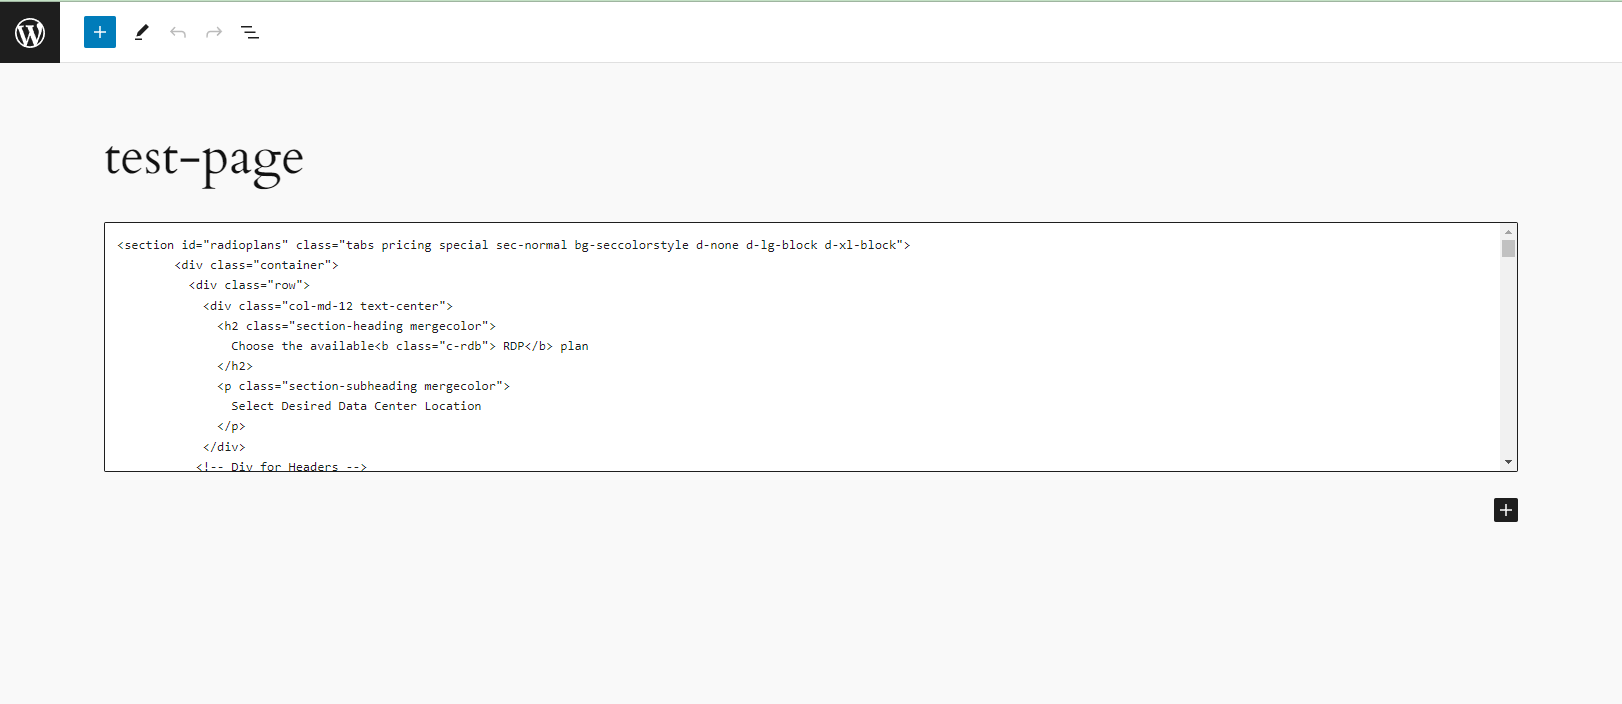 test-page
<section id="radioplans" class="tabs pricing special sec-normal bg-seccolorstyle d-none d-lg-block d-xl-block">
<div class="container">
<div class="row">
<div class="col-md-12 text-center">
<h2 class="section-heading mergecolor">
Choose the available<b class="c-rdb"> RDP</b> plan
</h2>
<p class="section-subheading mergecolor">
Select Desired Data Center Location
</p>
</div>
<!-- Div for Headers -->